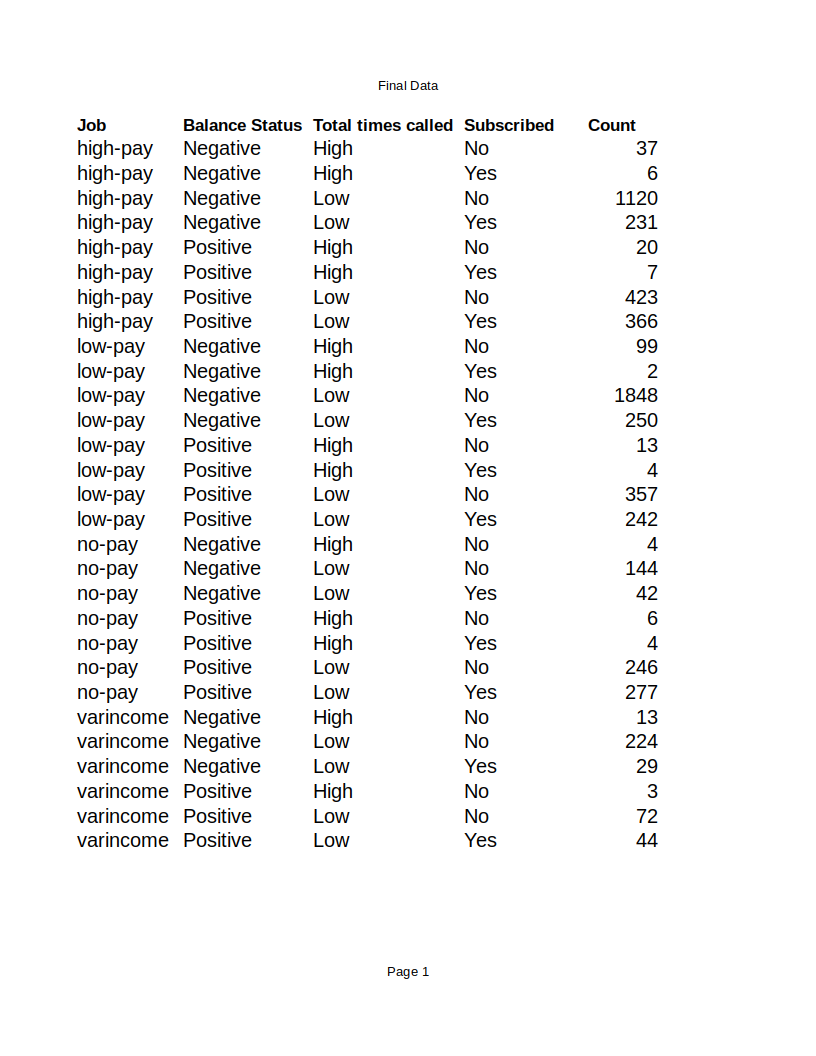 Final Data
Job Balance Status Total times called Subscribed Count
high-pay Negative High No 37
high-pay Negative High Yes 6
high-pay Negative Low No 1120
high-pay Negative Low Yes 231
high-pay Positive High No 20
high-pay Positive High Yes 7
high-pay Positive Low No 423
high-pay Positive Low Yes 366
low-pay Negative High No 99
low-pay Negative High Yes 2
low-pay Negative Low No 1848
low-pay Negative Low Yes 250
low-pay Positive High No 13
low-pay Positive High Yes 4
low-pay Positive Low No 357
low-pay Positive Low Yes 242
no-pay Negative High No 4
no-pay Negative Low No 144
no-pay Negative Low Yes 42
no-pay Positive High No 6
no-pay Positive High Yes 4
no-pay Positive Low No 246
no-pay Positive Low Yes 277
varincome Negative High No 13
varincome Negative Low No 224
varincome Negative Low Yes 29
varincome Positive High No 3
varincome Positive Low No 72
varincome Positive Low Yes 44
Page 1